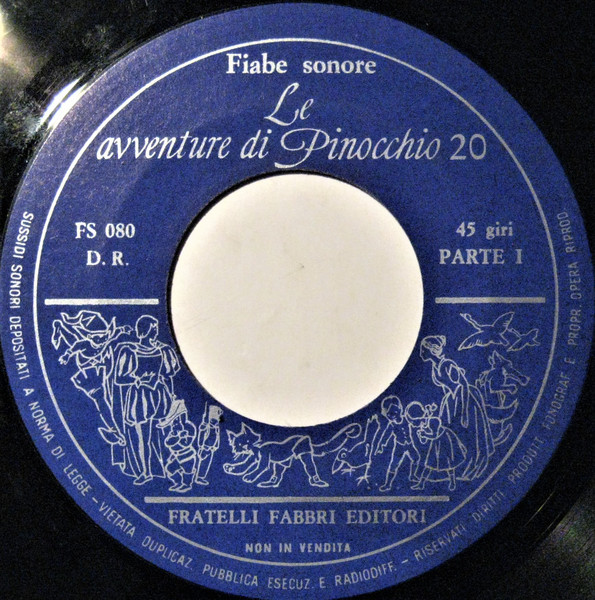 Fiabe sonore
Le
avventure di Pinocchio 20
FS 080
D. R.
45 giri
PARTE I
FRATELLI FABBRI EDITORI
NON IN VENDITA
SUSSIDI SONORI DEPOSITATI A NORMA DI LEGGE - VIETATA DUPLICAZ. PUBBLICA ESECUZ. E RADIODIFF. - RISERVATI DIRITTI PRODUTT. FONOGRAF. E PROPR. OPERA RIPROD.